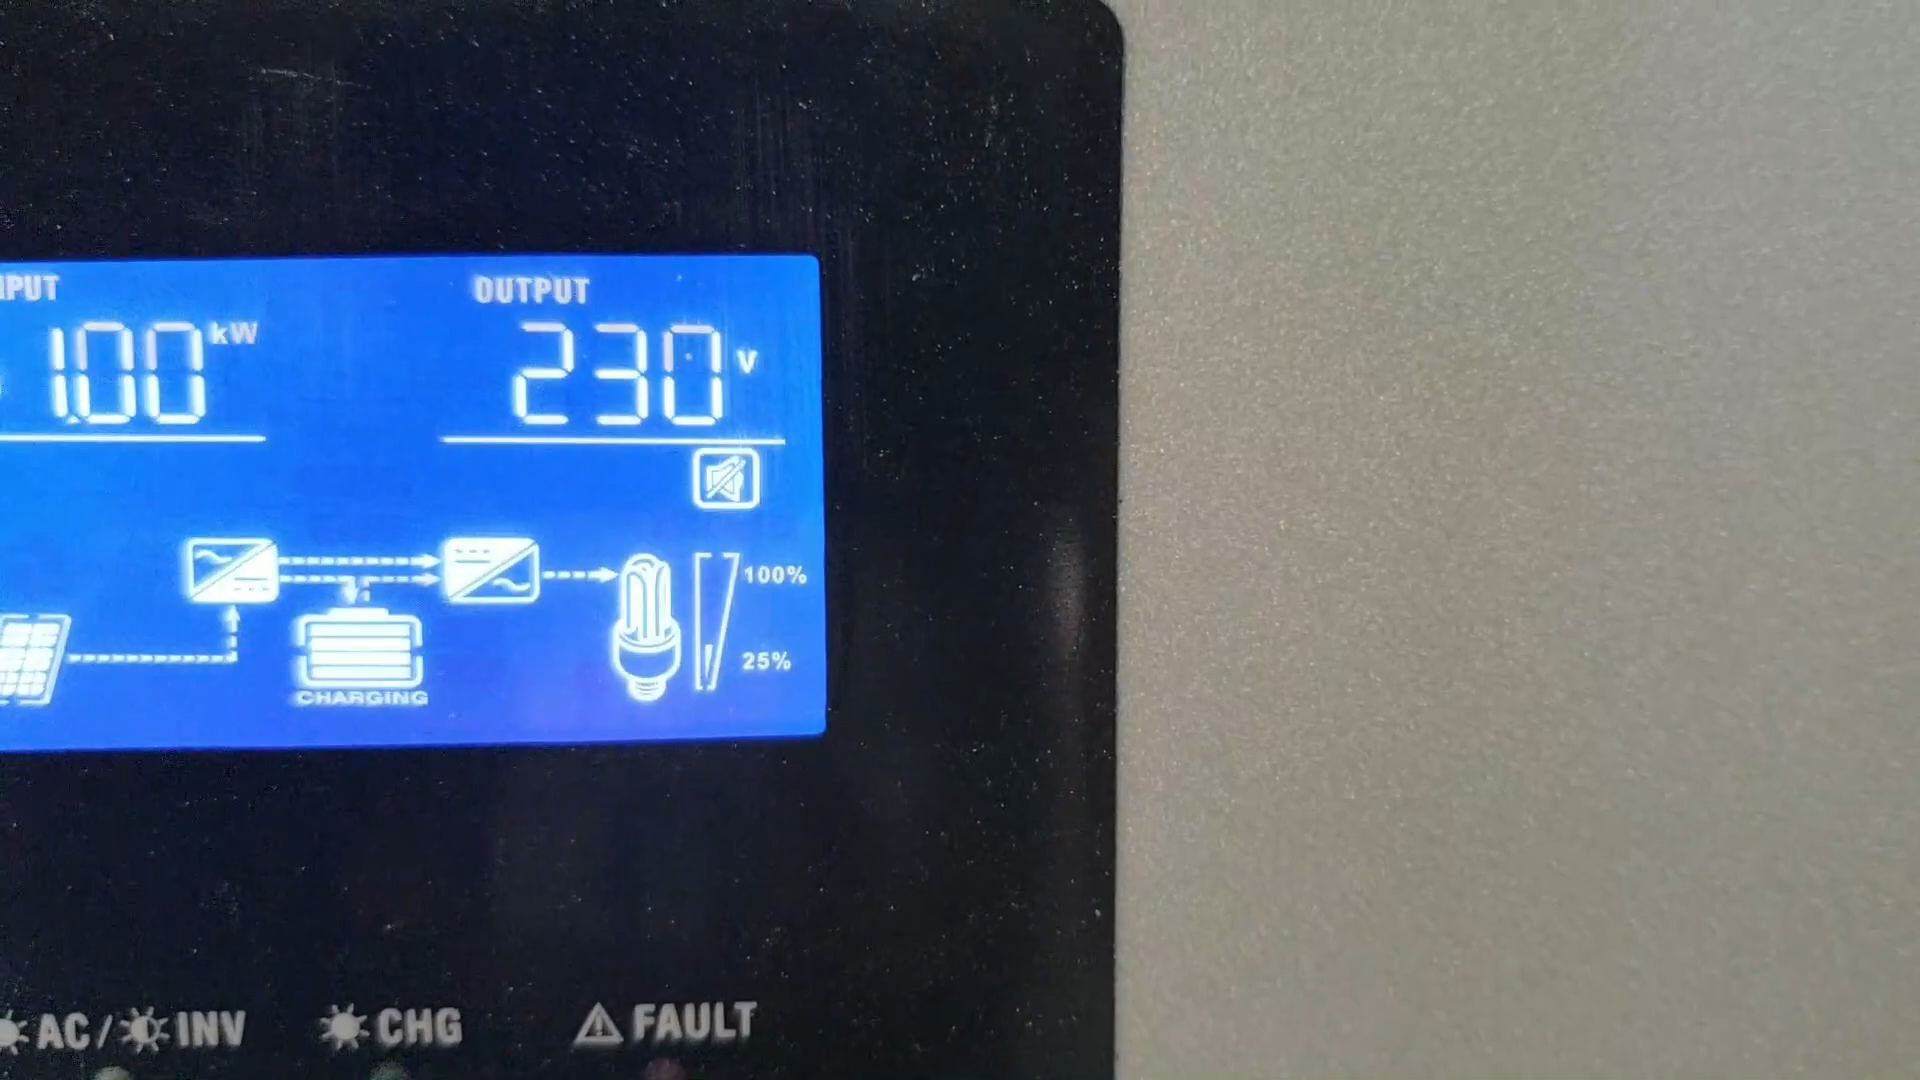 PUT OUTPUT
1.00 kW 230 V
100%
25%
CHARGING
AC/ INV CHG FAULT